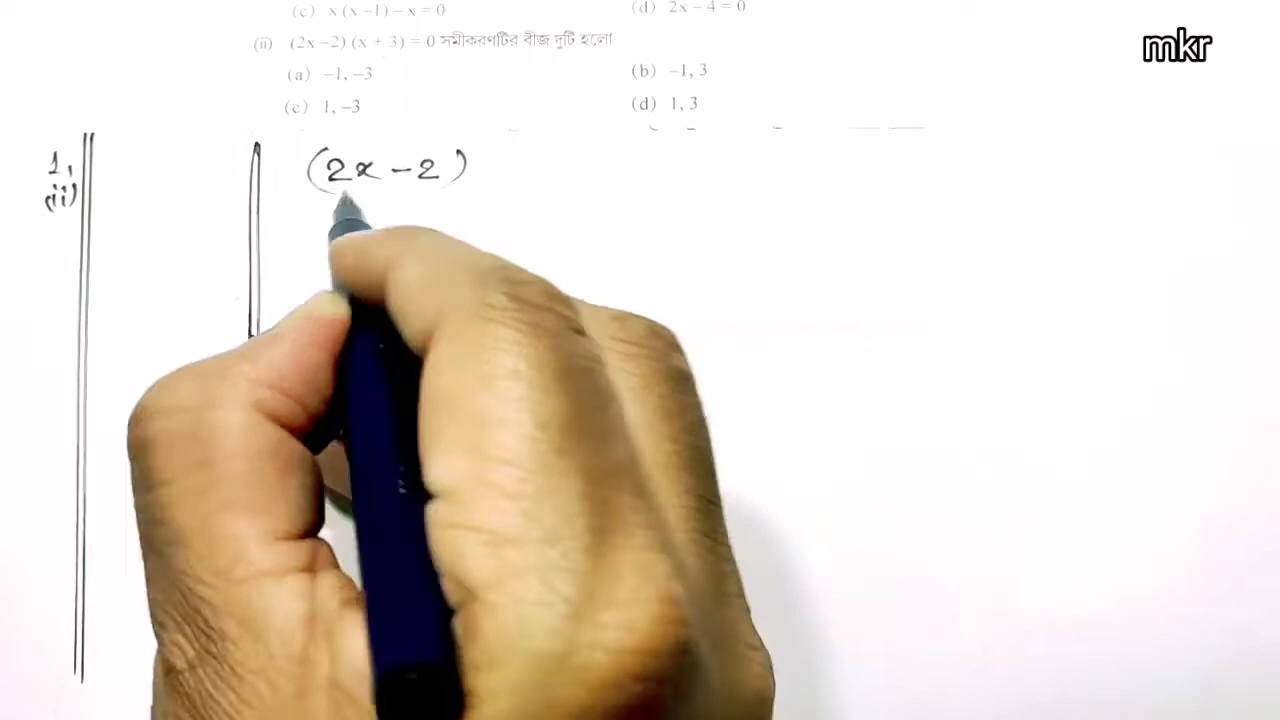 (c) x (x–1) – x = 0 (d) 2x – 4 = 0
mkr
(ii) (2x –2) (x + 3) = 0 সমীকরণটির বীজ দুটি হলো
(a) –1, –3 (b) –1, 3
(c) 1, –3 (d) 1, 3
1. (2x – 2)
(ii)